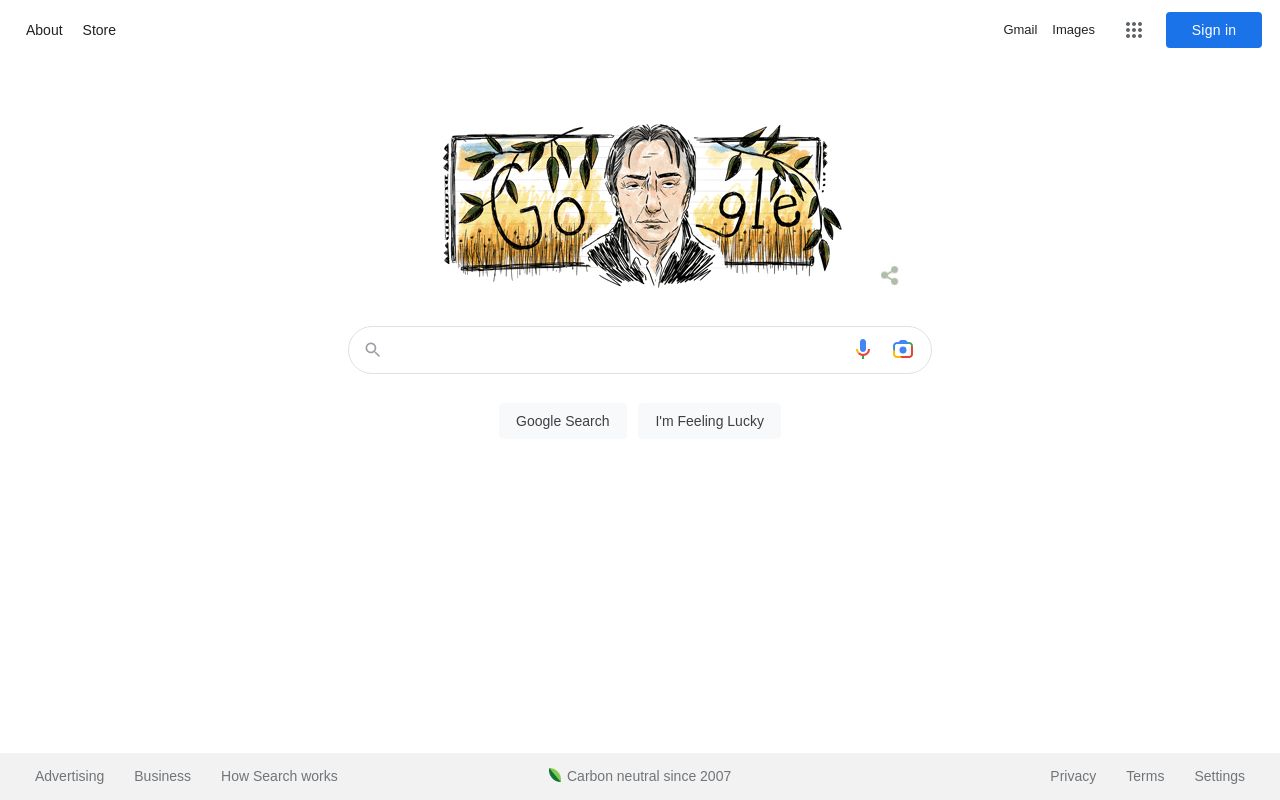 About Store
Gmail Images Sign in
Go gle
Google Search I'm Feeling Lucky
Advertising Business How Search works Carbon neutral since 2007 Privacy Terms Settings